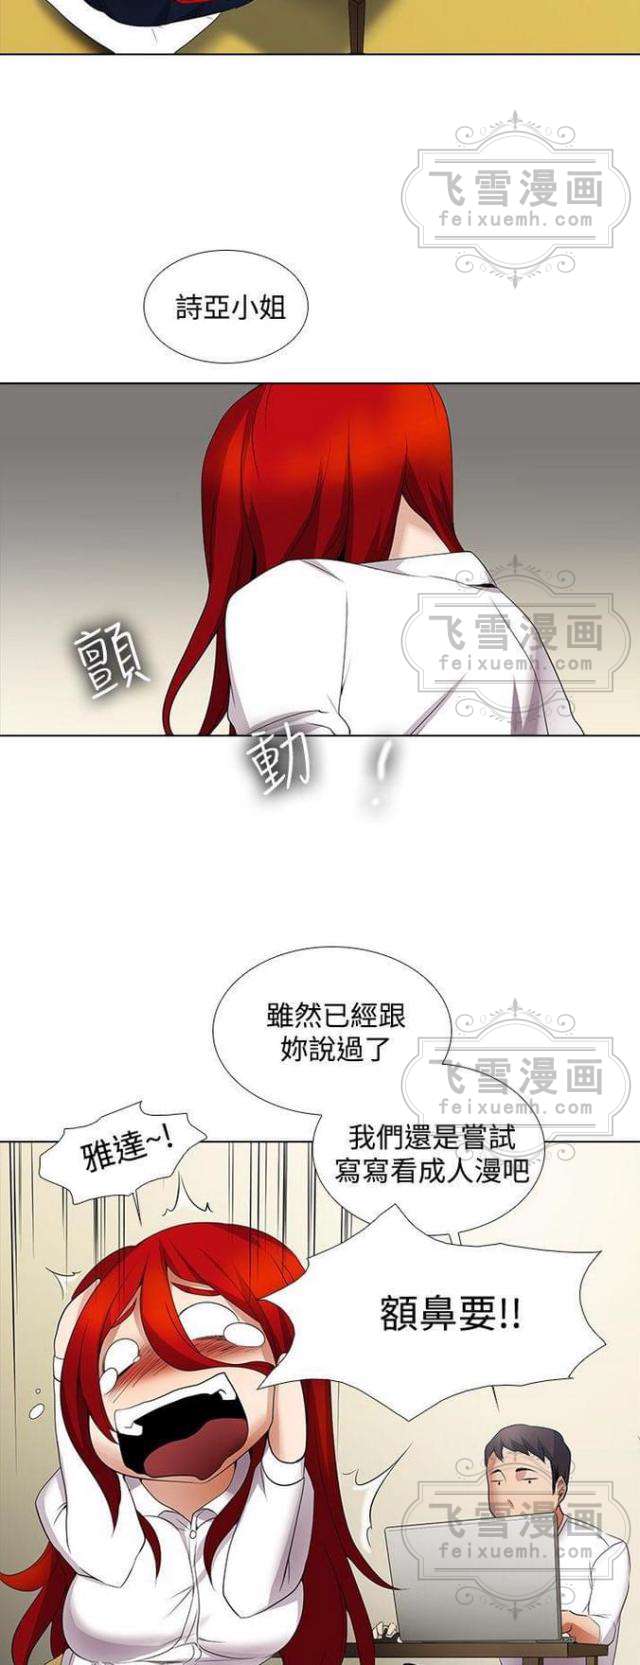 飞雪漫画
feixuemh.com
詩亞小姐
飞雪漫画
feixuemh.com
顫
動
雖然已經跟
妳說過了
飞雪漫画
feixuemh.com
雅達~!
我們還是嘗試
寫寫看成人漫吧
額鼻要!!
飞雪漫画
feixuemh.com